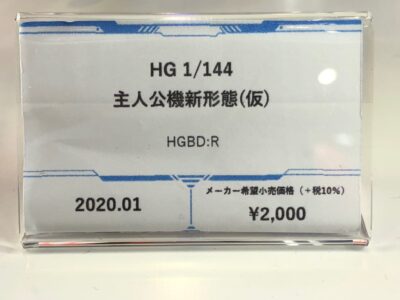 HG 1/144
主人公機新形態(仮)
HGBD:R
2020.01
メーカー希望小売価格（＋税10%）
¥2,000